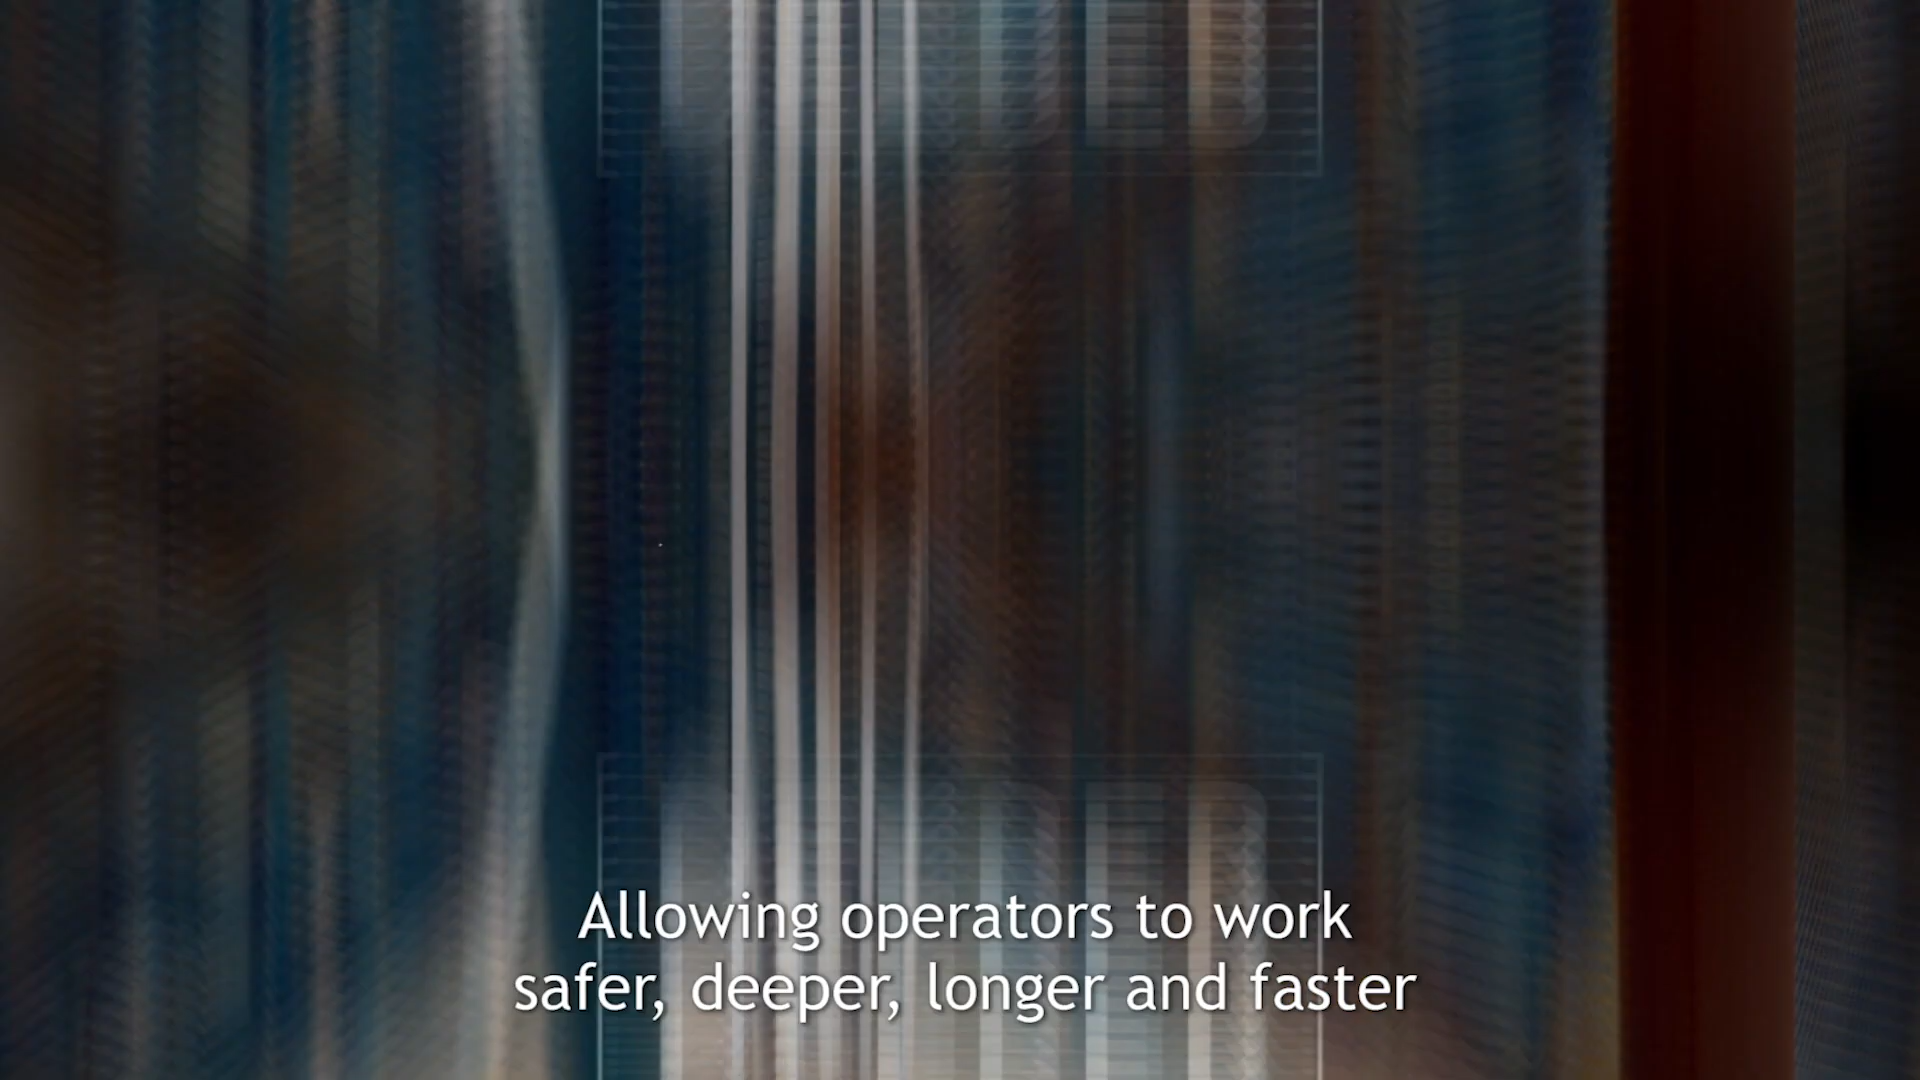 Allowing operators to work
safer, deeper, longer and faster